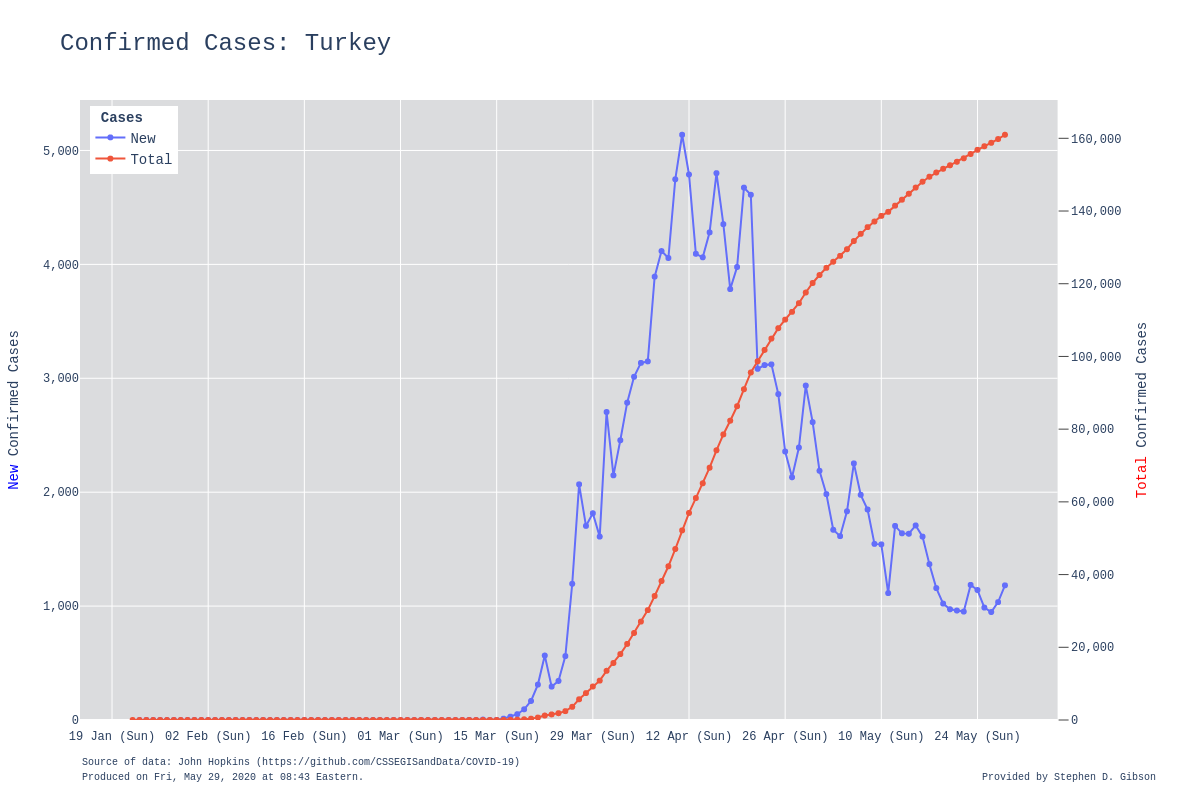 Confirmed Cases: Turkey
Cases
New
Total
5,000
4,000
3,000
2,000
1,000
0
160,000
140,000
120,000
100,000
80,000
60,000
40,000
20,000
0
New Confirmed Cases
Total Confirmed Cases
19 Jan (Sun) 02 Feb (Sun) 16 Feb (Sun) 01 Mar (Sun) 15 Mar (Sun) 29 Mar (Sun) 12 Apr (Sun) 26 Apr (Sun) 10 May (Sun) 24 May (Sun)
Source of data: John Hopkins (https://github.com/CSSEGISandData/COVID-19)
Produced on Fri, May 29, 2020 at 08:43 Eastern.
Provided by Stephen D. Gibson